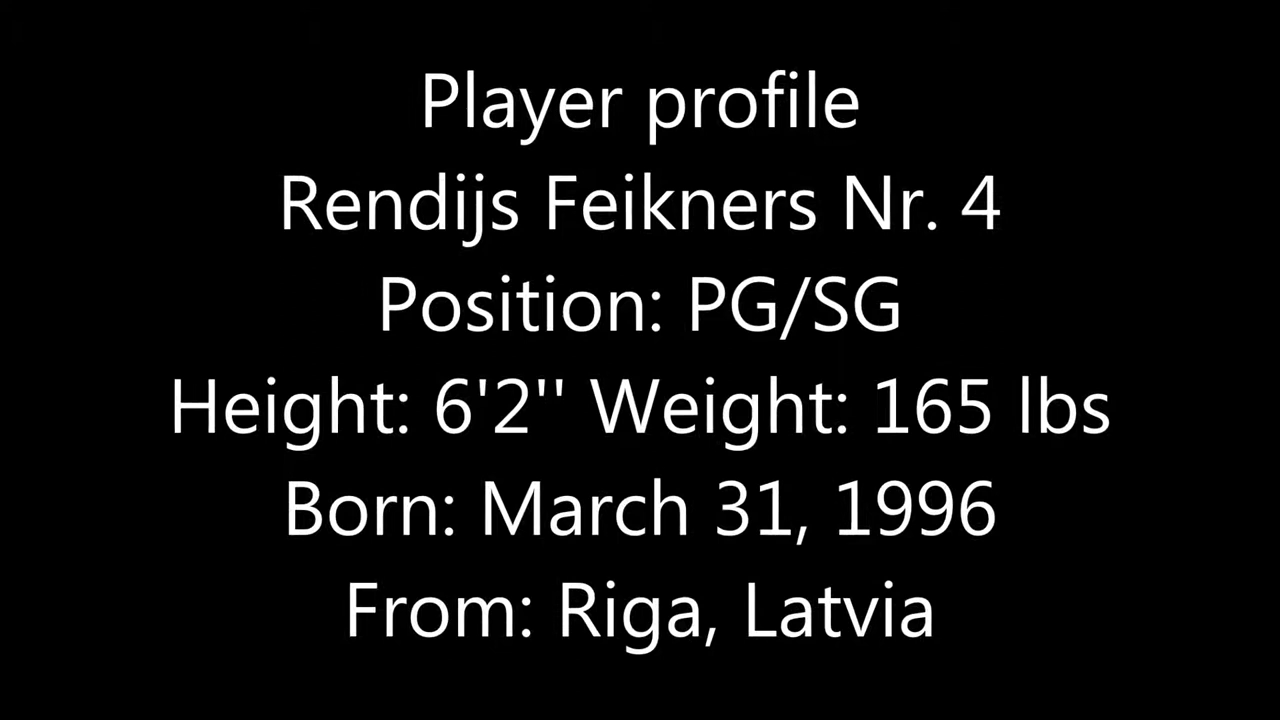 Player profile
Rendijs Feikners Nr. 4
Position: PG/SG
Height: 6'2'' Weight: 165 lbs
Born: March 31, 1996
From: Riga, Latvia